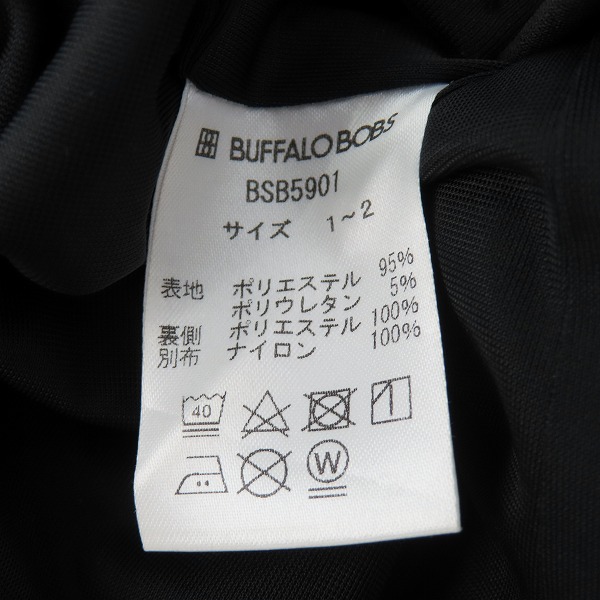 BUFFALO BOBS
BSB5901
サイズ 1~2
表地 ポリエステル 95%
ポリウレタン 5%
裏側 ポリエステル 100%
別布 ナイロン 100%
40
W